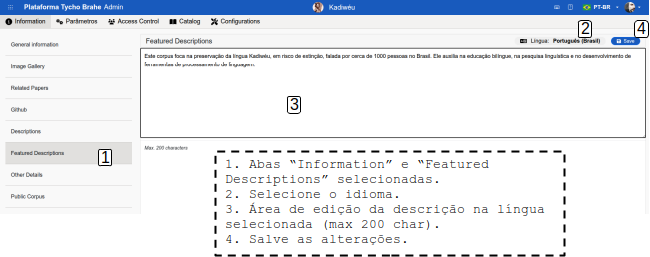 Plataforma Tycho Brahe Admin
Kadiwéu
PT-BR
Information Parâmetros Access Control Catalog Configurations
General information
Featured Descriptions
Língua: Português (Brasil)
2
Save
4
Este corpus foca na preservação da língua Kadiwéu, em risco de extinção, falada por cerca de 1000 pessoas no Brasil. Ele auxilia na educação bilíngue, na pesquisa linguística e no desenvolvimento de
ferramentas de processamento de linguagem.
3
Image Gallery
Related Papers
Github
Descriptions
Max. 200 characters
Featured Descriptions
1
Other Details
Public Corpus
1. Abas “Information” e “Featured
Descriptions” selecionadas.
2. Selecione o idioma.
3. Área de edição da descrição na língua
selecionada (max 200 char).
4. Salve as alterações.